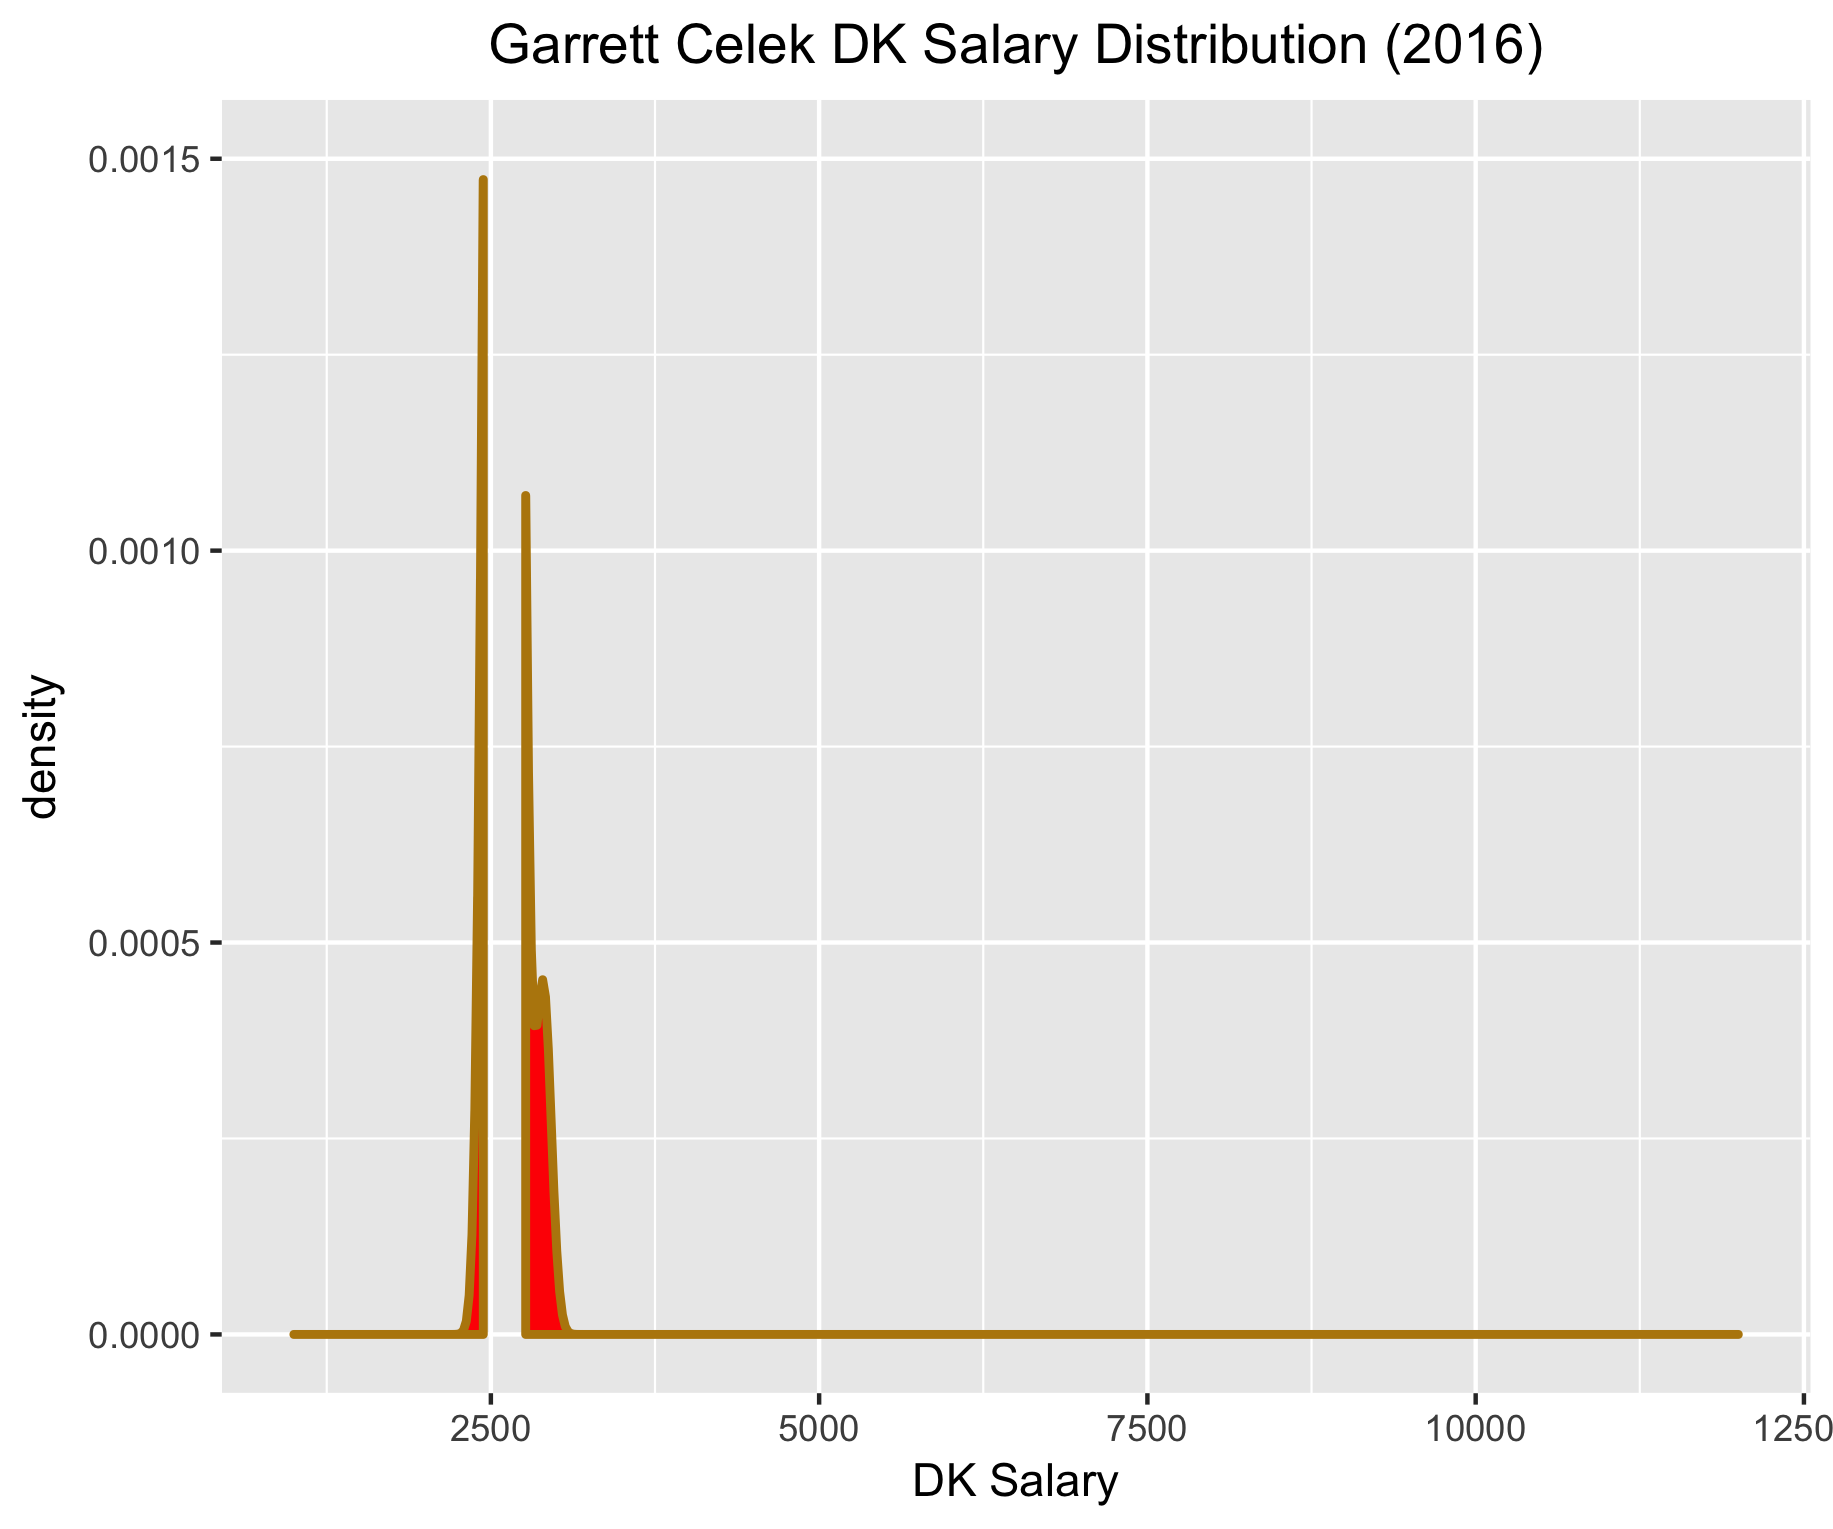 Garrett Celek DK Salary Distribution (2016)
0.0015
0.0010
0.0005
0.0000
density
2500 5000 7500 10000 1250
DK Salary